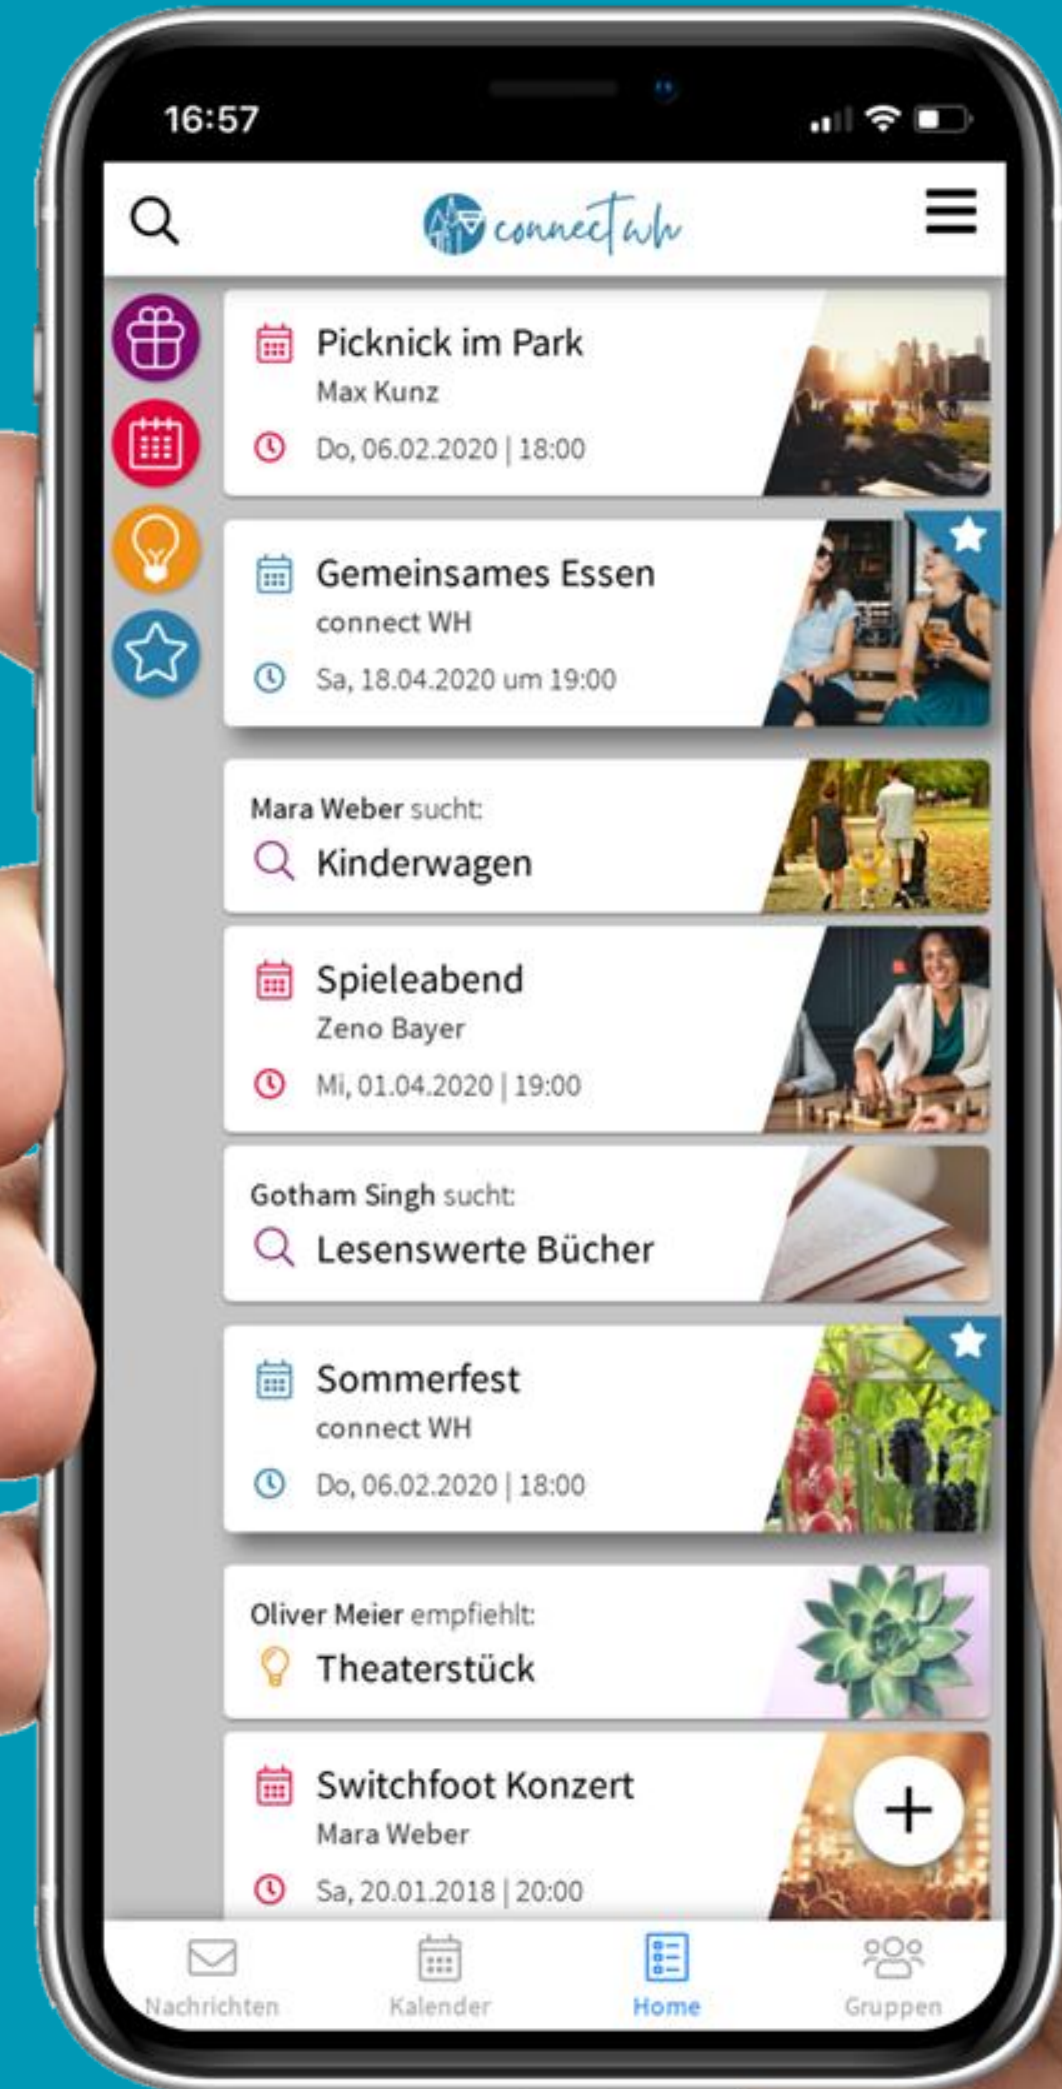 16:57
connect wh
Picknick im Park
Max Kunz
Do, 06.02.2020 | 18:00
Gemeinsames Essen
connect WH
Sa, 18.04.2020 um 19:00
Mara Weber sucht:
Kinderwagen
Spieleabend
Zeno Bayer
Mi, 01.04.2020 | 19:00
Gotham Singh sucht:
Lesenswerte Bücher
Sommerfest
connect WH
Do, 06.02.2020 | 18:00
Oliver Meier empfiehlt:
Theaterstück
Switchfoot Konzert
Mara Weber
Sa, 20.01.2018 | 20:00
Nachrichten
Kalender
Home
Gruppen